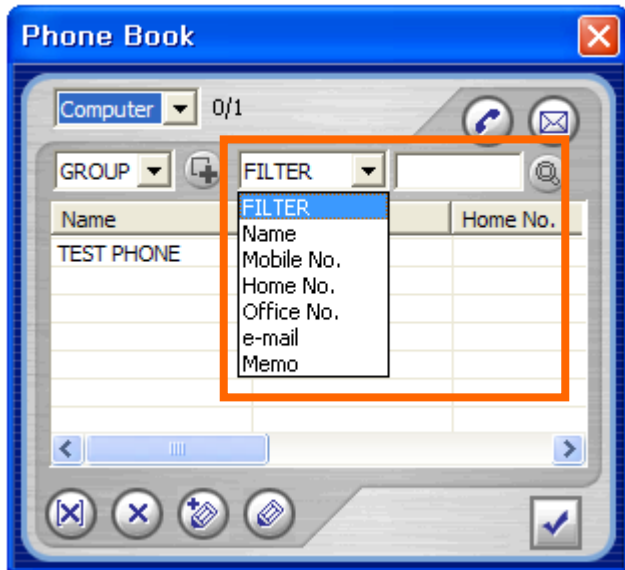 Phone Book
Computer 0/1
GROUP FILTER
Name Home No.
FILTER
Name
Mobile No.
Home No.
Office No.
e-mail
Memo
TEST PHONE